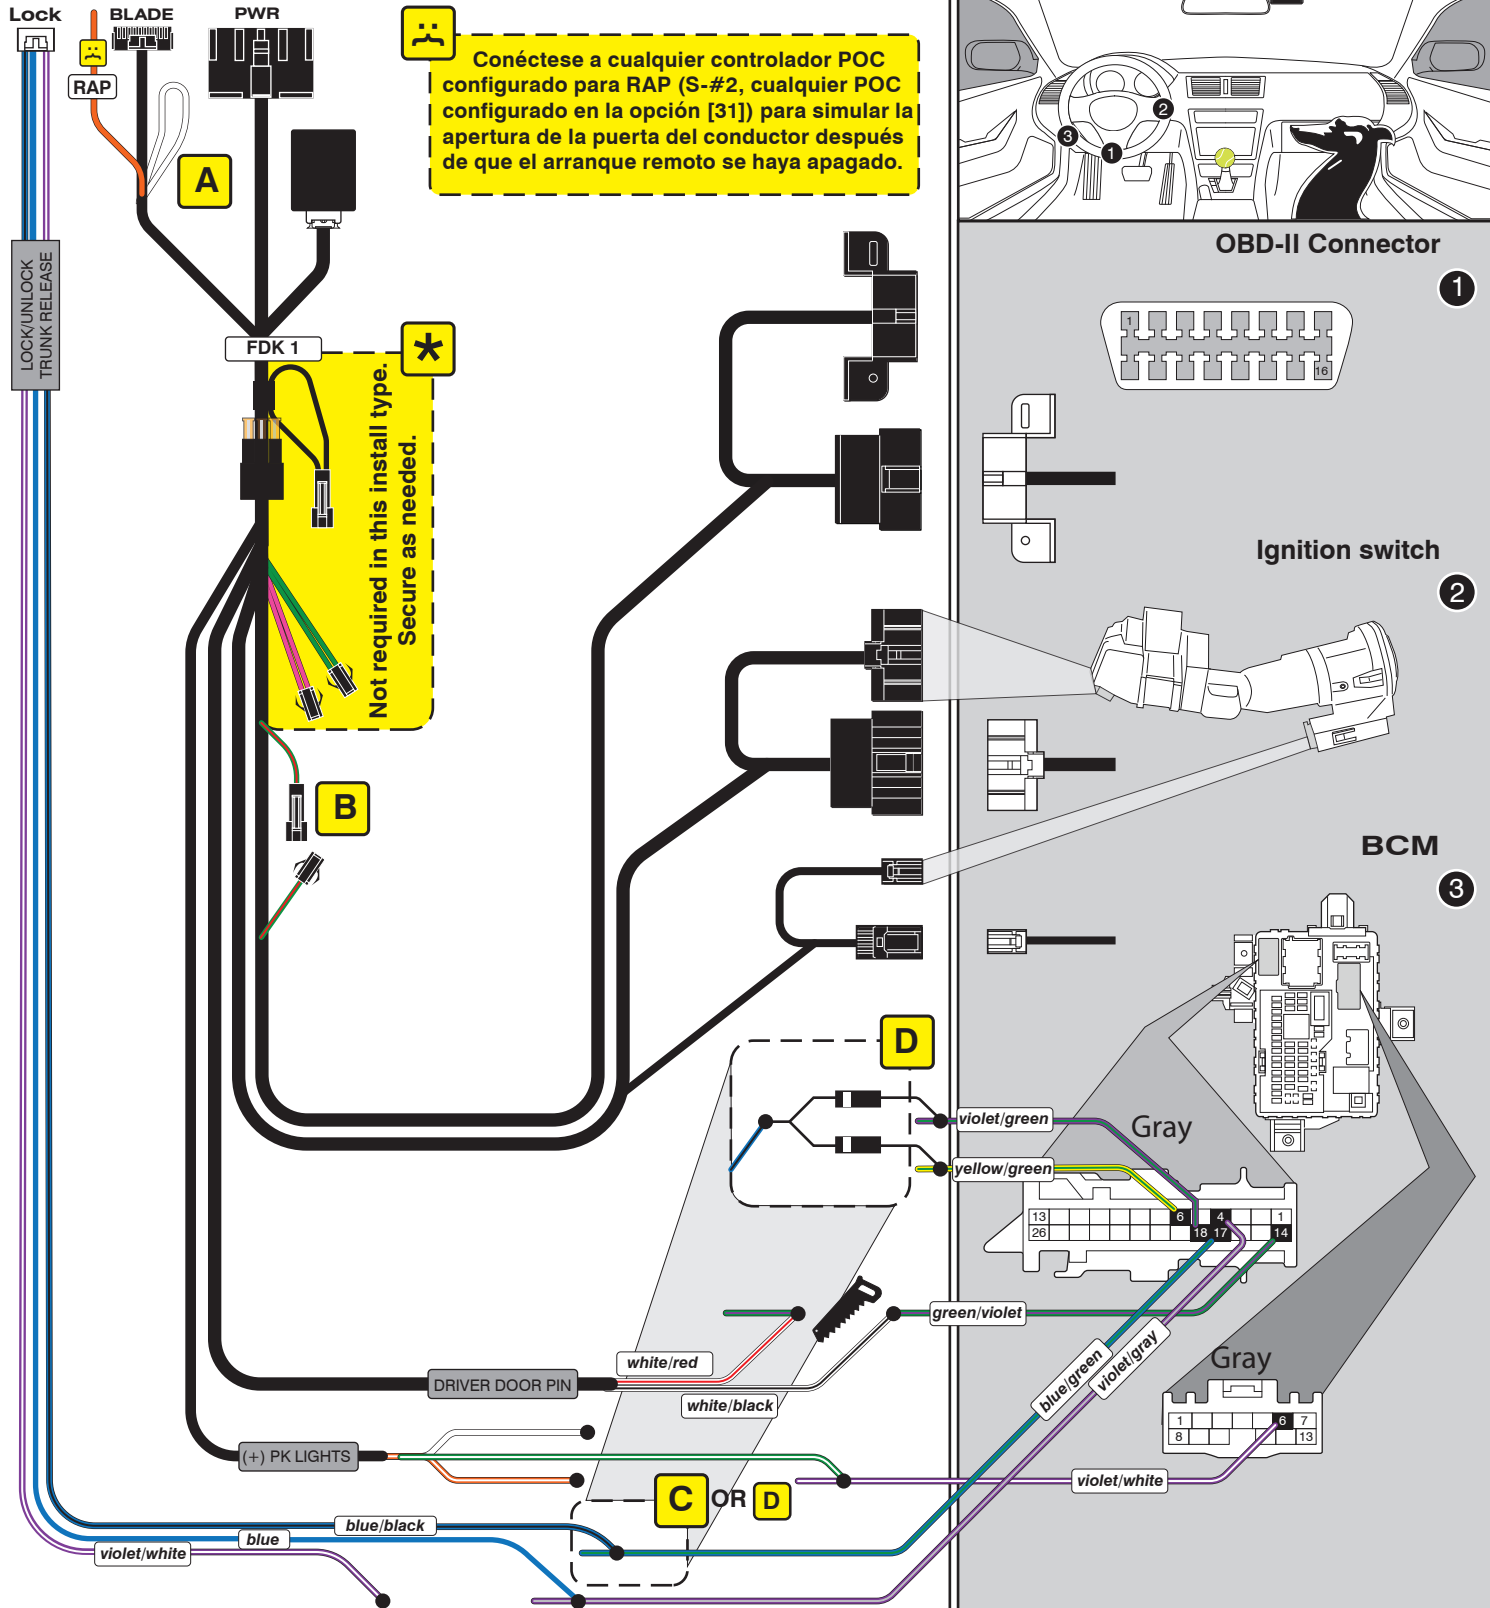 Lock
BLADE
PWR
RAP
A
Conéctese a cualquier controlador POC
configurado para RAP (S-#2, cualquier POC
configurado en la opción [31]) para simular la
apertura de la puerta del conductor después
de que el arranque remoto se haya apagado.
2
3
1
LOCK/UNLOCK
TRUNK RELEASE
OBD-II Connector
1
1
16
FDK 1
*
Not required in this install type.
Secure as needed.
Ignition switch
2
B
BCM
3
D
violet/green
Gray
yellow/green
13
6
4
1
26
18
17
14
green/violet
white/red
DRIVER DOOR PIN
white/black
blue/green
violet/gray
Gray
1
6
7
8
13
(+) PK LIGHTS
violet/white
C OR D
blue/black
blue
violet/white